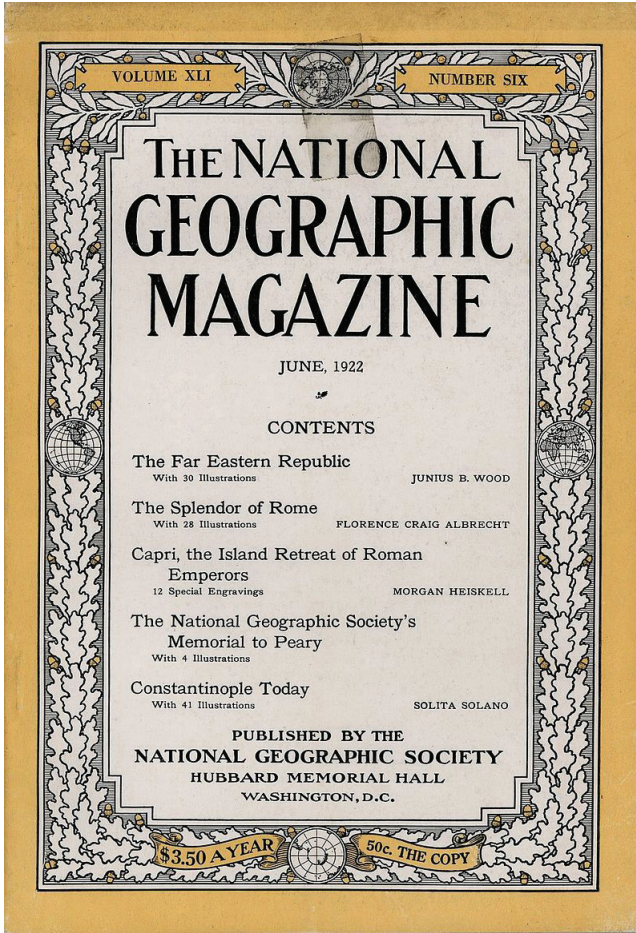 VOLUME XLI
NUMBER SIX
THE NATIONAL
GEOGRAPHIC
MAGAZINE
JUNE, 1922
CONTENTS
The Far Eastern Republic
With 30 Illustrations JUNIUS B. WOOD
The Splendor of Rome
With 28 Illustrations FLORENCE CRAIG ALBRECHT
Capri, the Island Retreat of Roman
Emperors
12 Special Engravings MORGAN HEISKELL
The National Geographic Society's
Memorial to Peary
With 4 Illustrations
Constantinople Today
With 41 Illustrations SOLITA SOLANO
PUBLISHED BY THE
NATIONAL GEOGRAPHIC SOCIETY
HUBBARD MEMORIAL HALL
WASHINGTON, D.C.
$3.50 A YEAR
50c. THE COPY